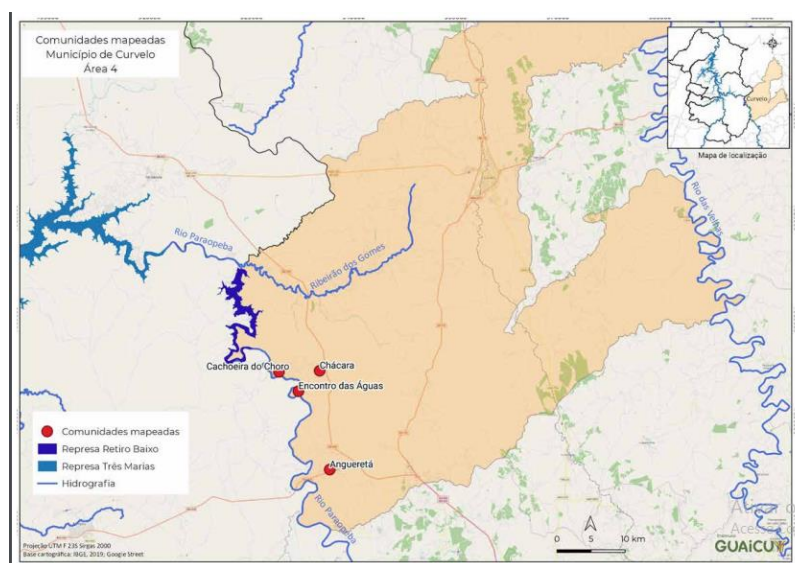 Comunidades mapeadas
Município de Curvelo
Área 4
Curvelo
Mapa de localização
Rio das Velhas
Rio Paraopeba
Ribeirão dos Gomes
Cachoeira do Choro
Chácara
Encontro das Águas
Angueretá
Rio Paraopeba
Comunidades mapeadas
Represa Retiro Baixo
Represa Três Marias
Hidrografia
Projeção UTM F 23S Sirgas 2000
Base cartográfica: IBGE, 2019; Google Street
0 5 10 km
GUAICUY